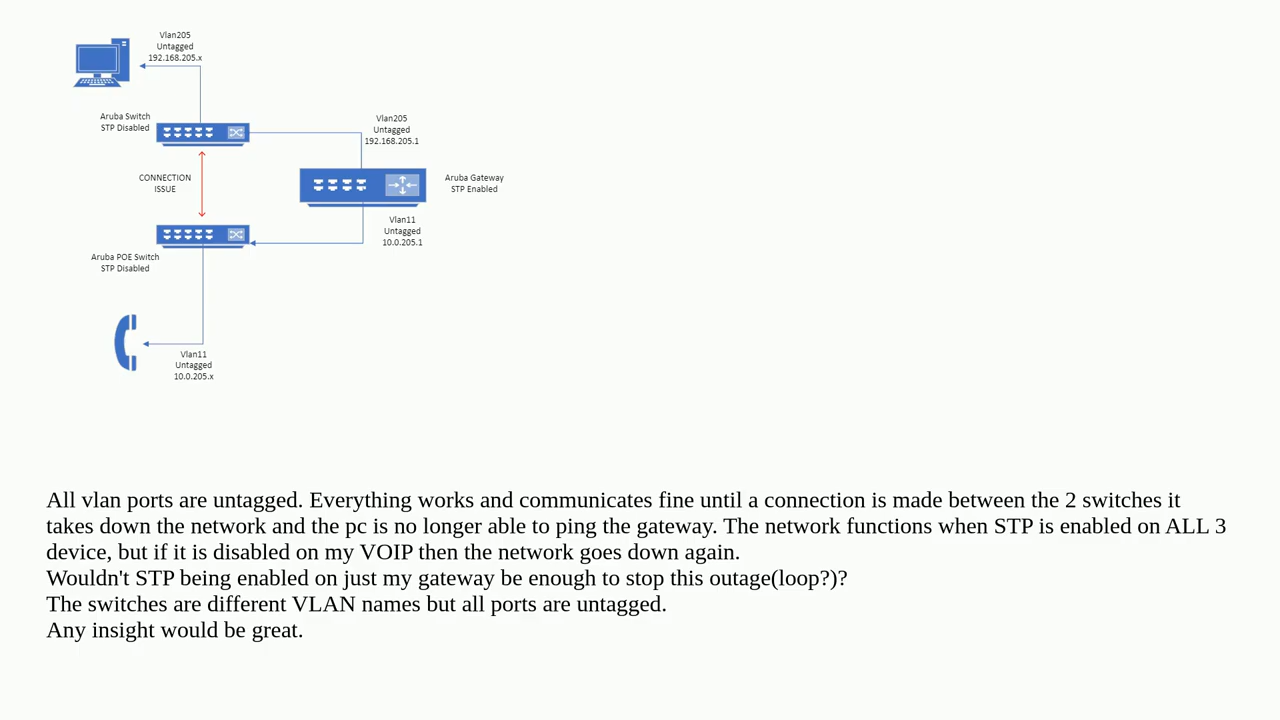 Vlan205
Untagged
192.168.205.x
Aruba Switch
STP Disabled
Vlan205
Untagged
192.168.205.1
CONNECTION
ISSUE
Aruba Gateway
STP Enabled
Vlan11
Untagged
10.0.205.1
Aruba POE Switch
STP Disabled
Vlan11
Untagged
10.0.205.x
All vlan ports are untagged. Everything works and communicates fine until a connection is made between the 2 switches it
takes down the network and the pc is no longer able to ping the gateway. The network functions when STP is enabled on ALL 3
device, but if it is disabled on my VOIP then the network goes down again.
Wouldn't STP being enabled on just my gateway be enough to stop this outage(loop?)?
The switches are different VLAN names but all ports are untagged.
Any insight would be great.